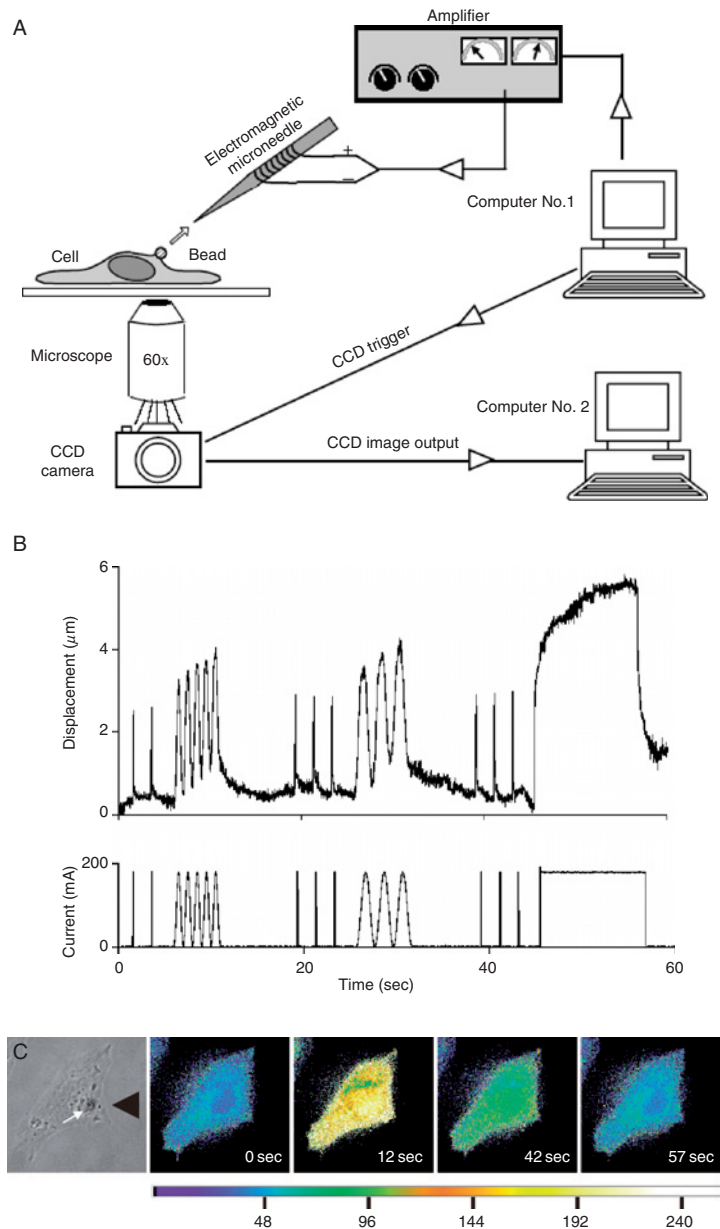 A
Amplifier
Electromagnetic
microneedle
+
–
Computer No.1
Cell
Bead
Microscope
60x
CCD trigger
Computer No. 2
CCD
camera
CCD image output
B
Displacement (μm)
6
4
2
0
Current (mA)
200
0
0
20
40
60
Time (sec)
C
0 sec
12 sec
42 sec
57 sec
48
96
144
192
240